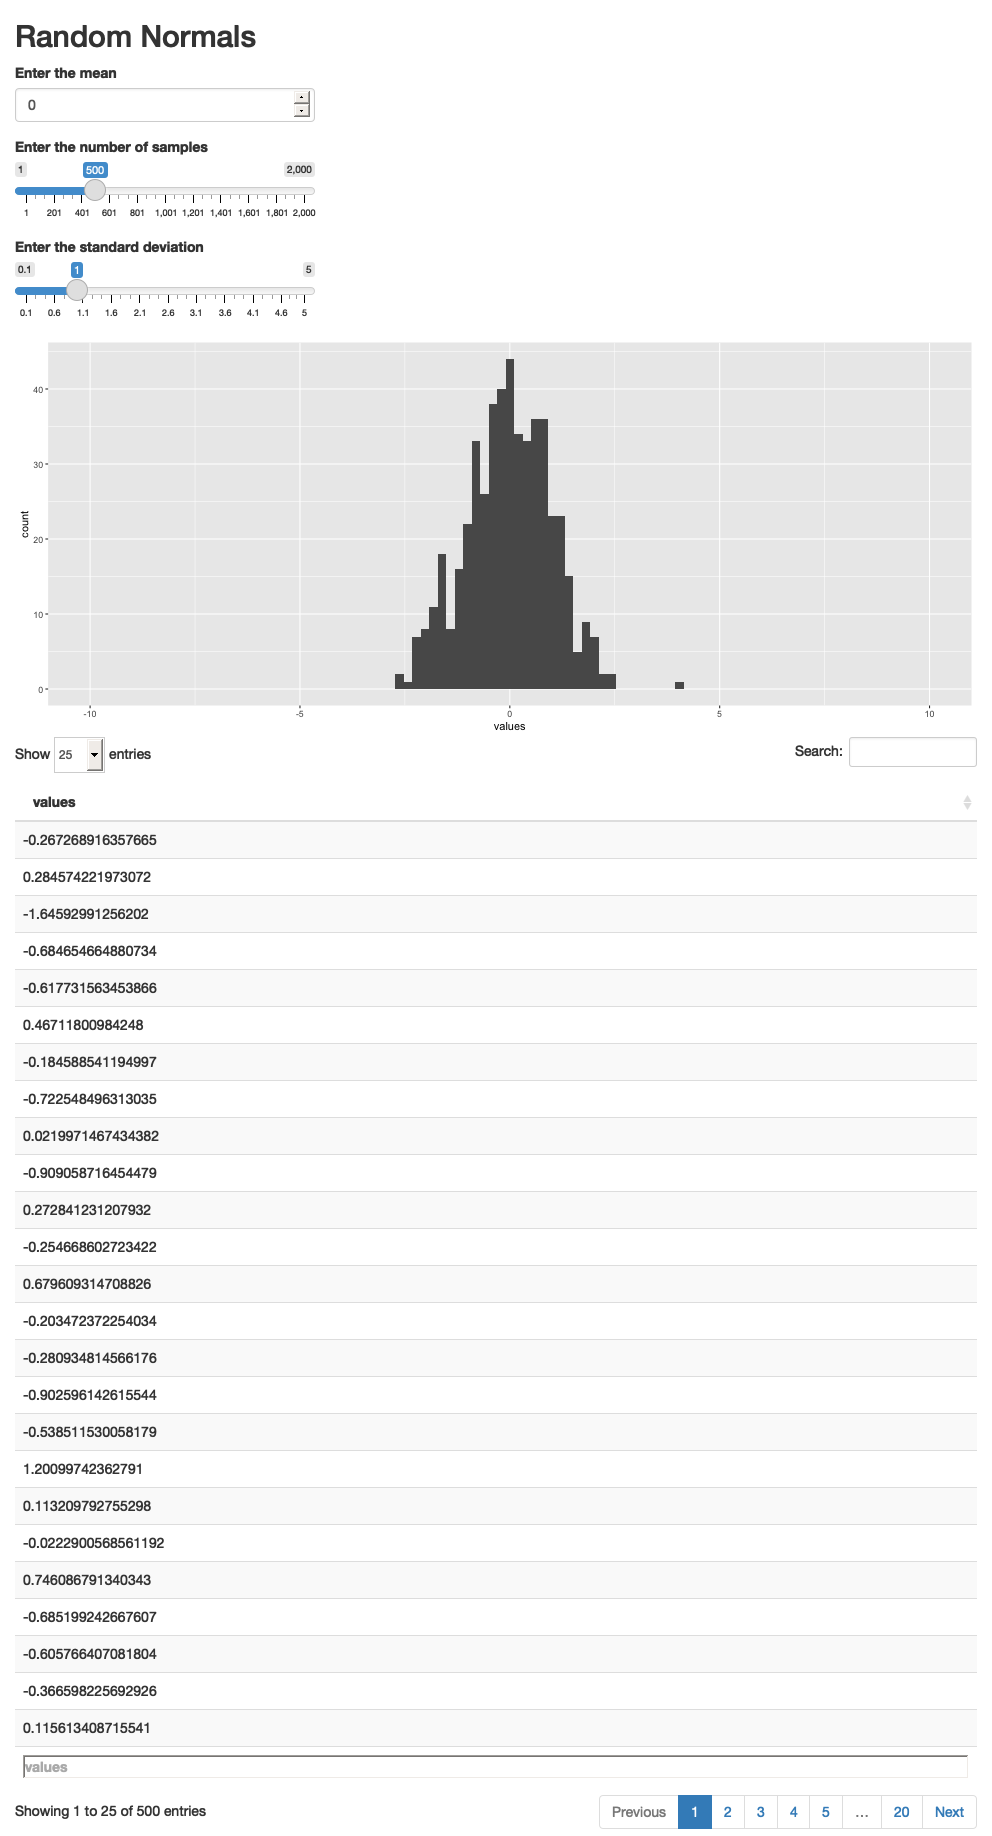 Random Normals
Enter the mean
0
Enter the number of samples
1 500 2,000
1 201 401 601 801 1,001 1,201 1,401 1,601 1,801 2,000
Enter the standard deviation
0.1 1 5
0.1 0.6 1.1 1.6 2.1 2.6 3.1 3.6 4.1 4.6 5
40
30
20
10
0
count
-10 -5 0 5 10
values
Show 25 entries Search:
values
-0.267268916357665
0.284574221973072
-1.64592991256202
-0.684654664880734
-0.617731563453866
0.46711800984248
-0.184588541194997
-0.722548496313035
0.0219971467434382
-0.909058716454479
0.272841231207932
-0.254668602723422
0.679609314708826
-0.203472372254034
-0.280934814566176
-0.902596142615544
-0.538511530058179
1.20099742362791
0.113209792755298
-0.0222900568561192
0.746086791340343
-0.685199242667607
-0.605766407081804
-0.366598225692926
0.115613408715541
values
Showing 1 to 25 of 500 entries Previous 1 2 3 4 5 … 20 Next